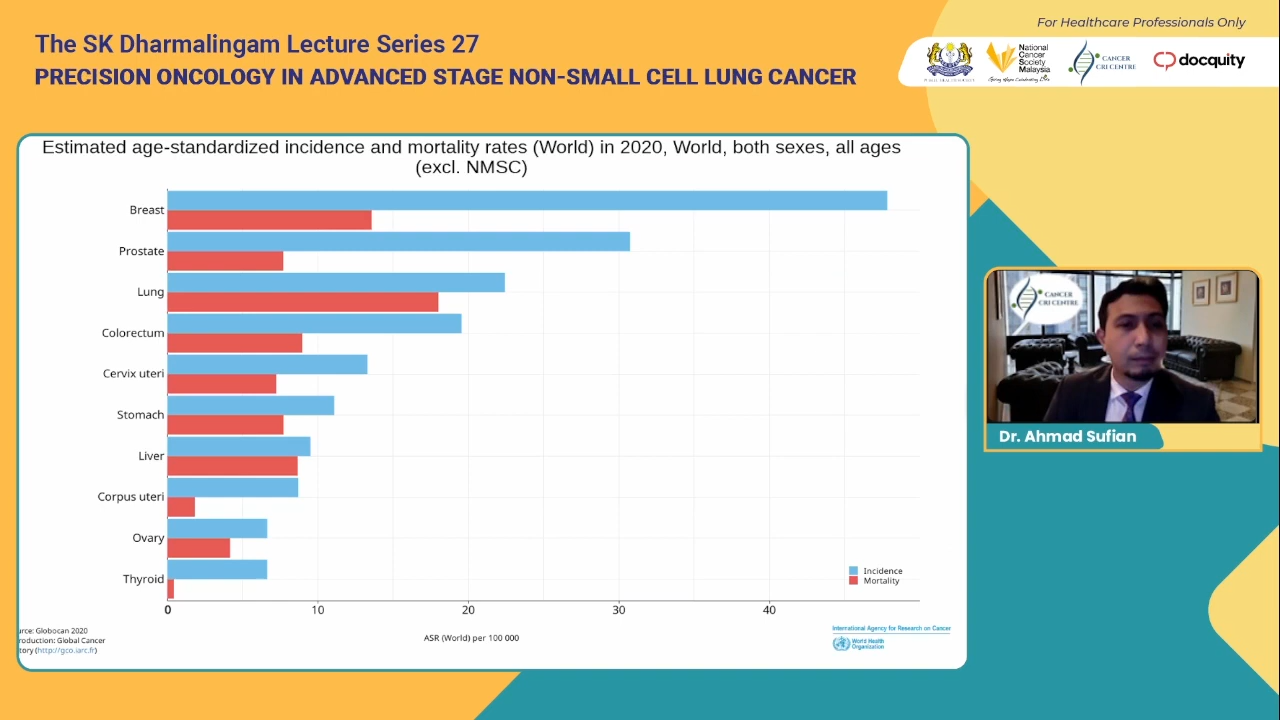 For Healthcare Professionals Only
The SK Dharmalingam Lecture Series 27
PRECISION ONCOLOGY IN ADVANCED STAGE NON-SMALL CELL LUNG CANCER
National
Cancer
Society
Malaysia
CANCER
CRI CENTRE
docquity
Estimated age-standardized incidence and mortality rates (World) in 2020, World, both sexes, all ages
(excl. NMSC)
Breast
Prostate
Lung
Colorectum
Cervix uteri
Stomach
Liver
Corpus uteri
Ovary
Thyroid
Incidence
Mortality
0 10 20 30 40
ASR (World) per 100 000
urce: Globocan 2020
roduction: Global Cancer
tory (http://gco.iarc.fr)
International Agency for Research on Cancer
World Health
Organization
CANCER
CRI CENTRE
Dr. Ahmad Sufian